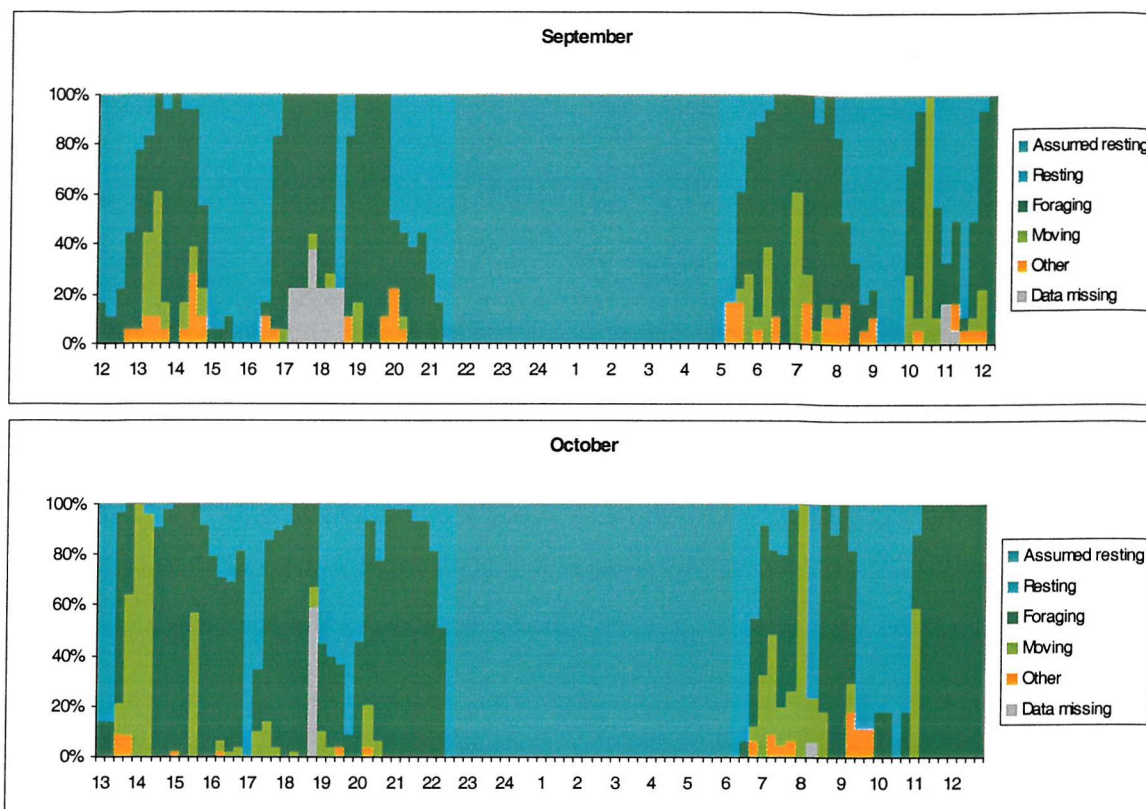 September
100%
80%
60%
40%
20%
0%
12 13 14 15 16 17 18 19 20 21 22 23 24 1 2 3 4 5 6 7 8 9 10 11 12
Assumed resting
Resting
Foraging
Moving
Other
Data missing
October
100%
80%
60%
40%
20%
0%
13 14 15 16 17 18 19 20 21 22 23 24 1 2 3 4 5 6 7 8 9 10 11 12
Assumed resting
Resting
Foraging
Moving
Other
Data missing